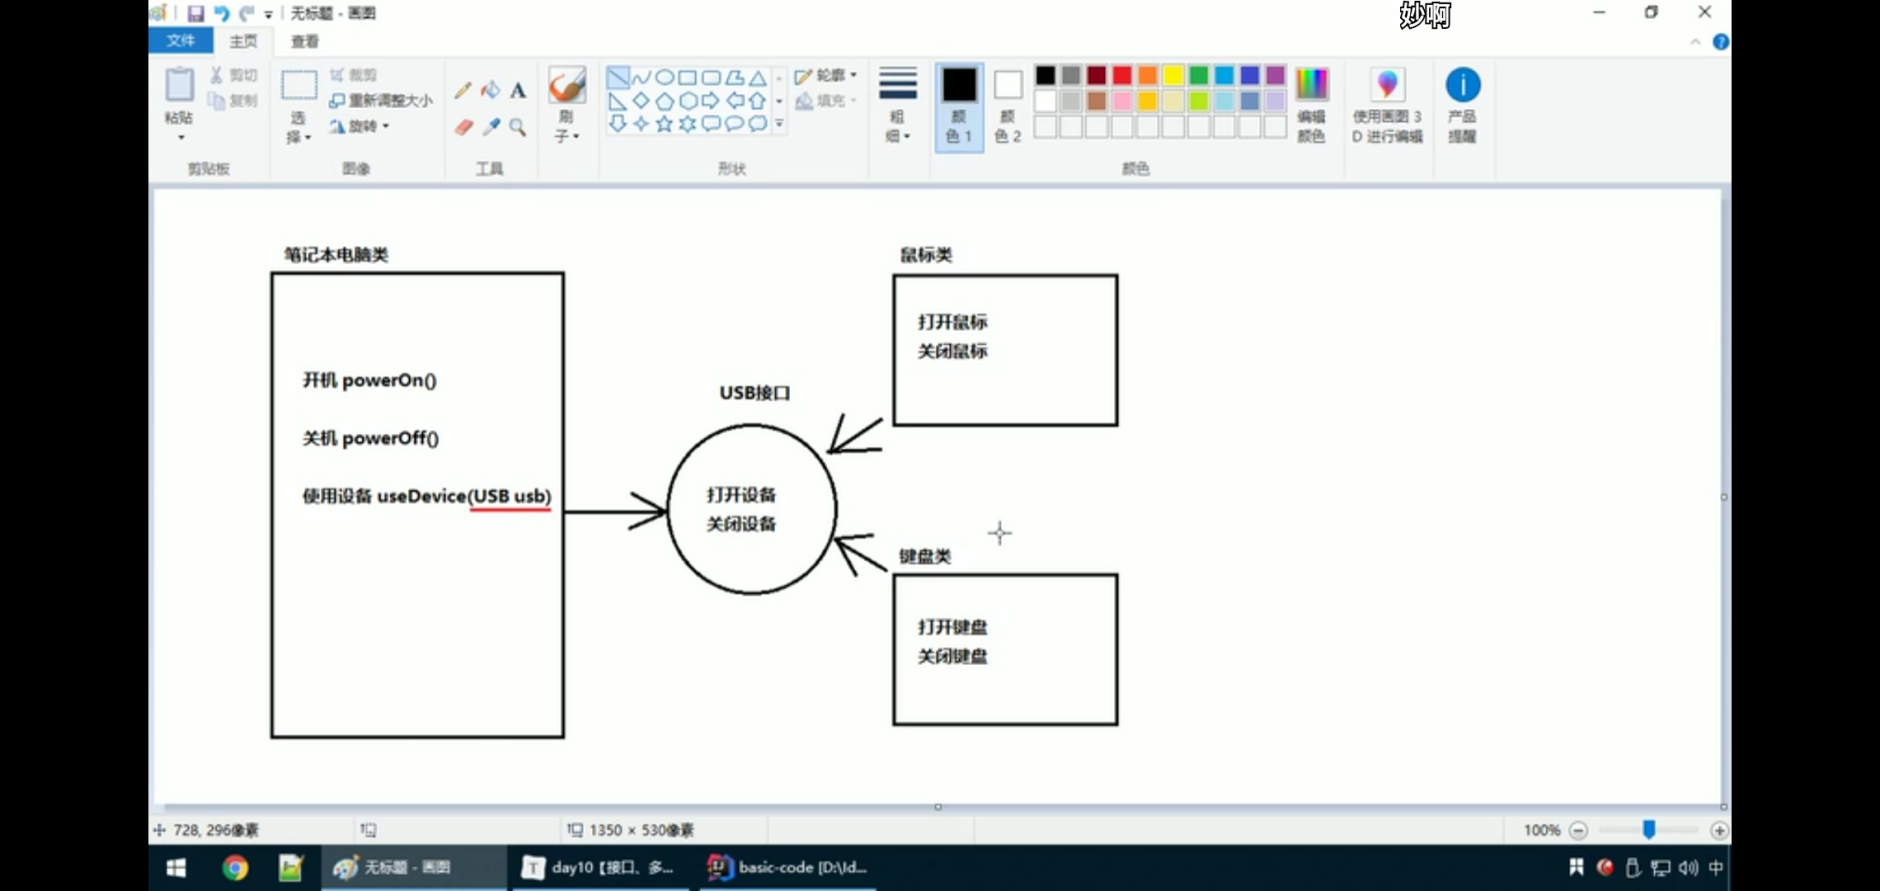 无标题 - 画图
妙啊
文件 主页 查看
粘贴
剪切
复制
剪贴板
选择
裁剪
重新调整大小
旋转
图像
A
工具
刷子
形状
轮廓
填充
粗细
颜色 1
颜色 2
编辑颜色
颜色
使用画图 3D 进行编辑
产品提醒
笔记本电脑类
开机 powerOn()
关机 powerOff()
使用设备 useDevice(USB usb)
USB接口
打开设备
关闭设备
鼠标类
打开鼠标
关闭鼠标
键盘类
打开键盘
关闭键盘
728, 296像素
1350 × 530像素
100%
无标题 - 画图
T
day10【接口、多...
basic-code [D:\Id...
中